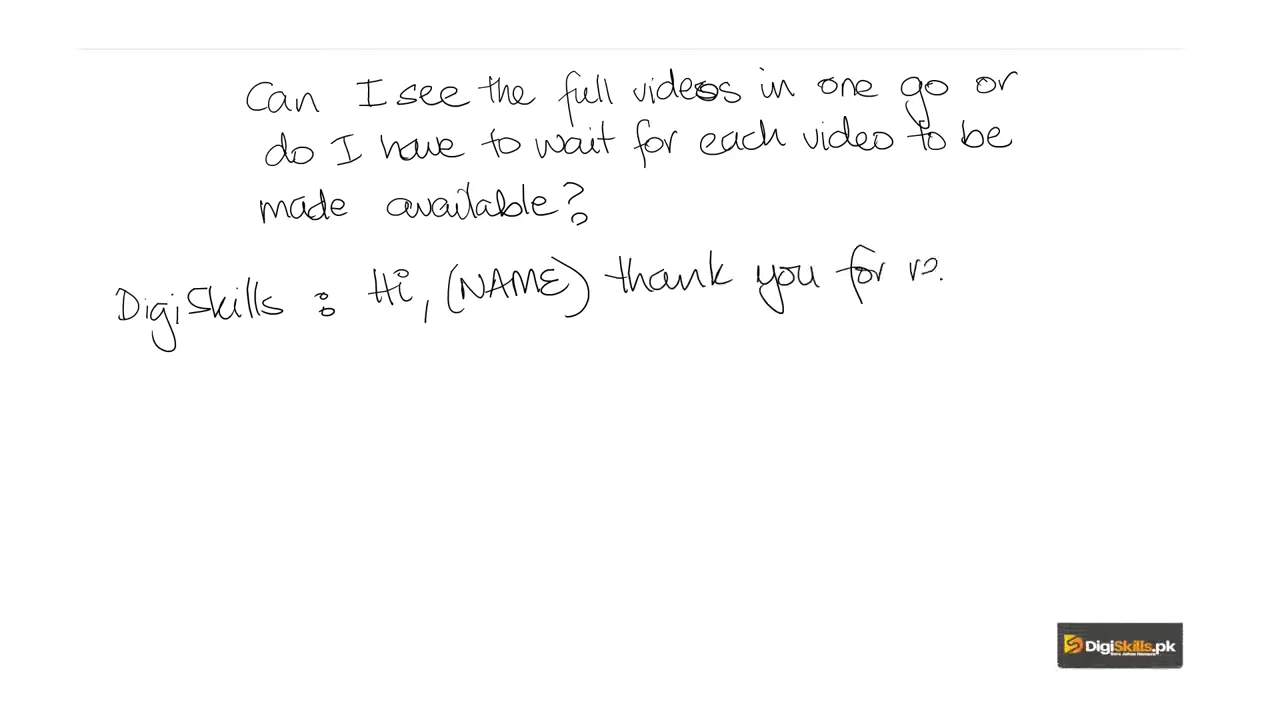 Can I see the full videos in one go or
do I have to wait for each video to be
made available?
DigiSkills : Hi, (NAME) thank you for
DigiSkills.pk